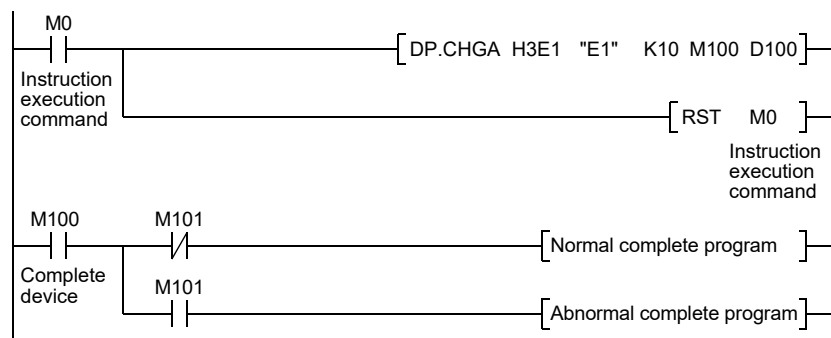 M0
DP.CHGA H3E1 "E1" K10 M100 D100
Instruction
execution
command
RST M0
Instruction
execution
command
M100 M101
Normal complete program
Complete
device
M101
Abnormal complete program